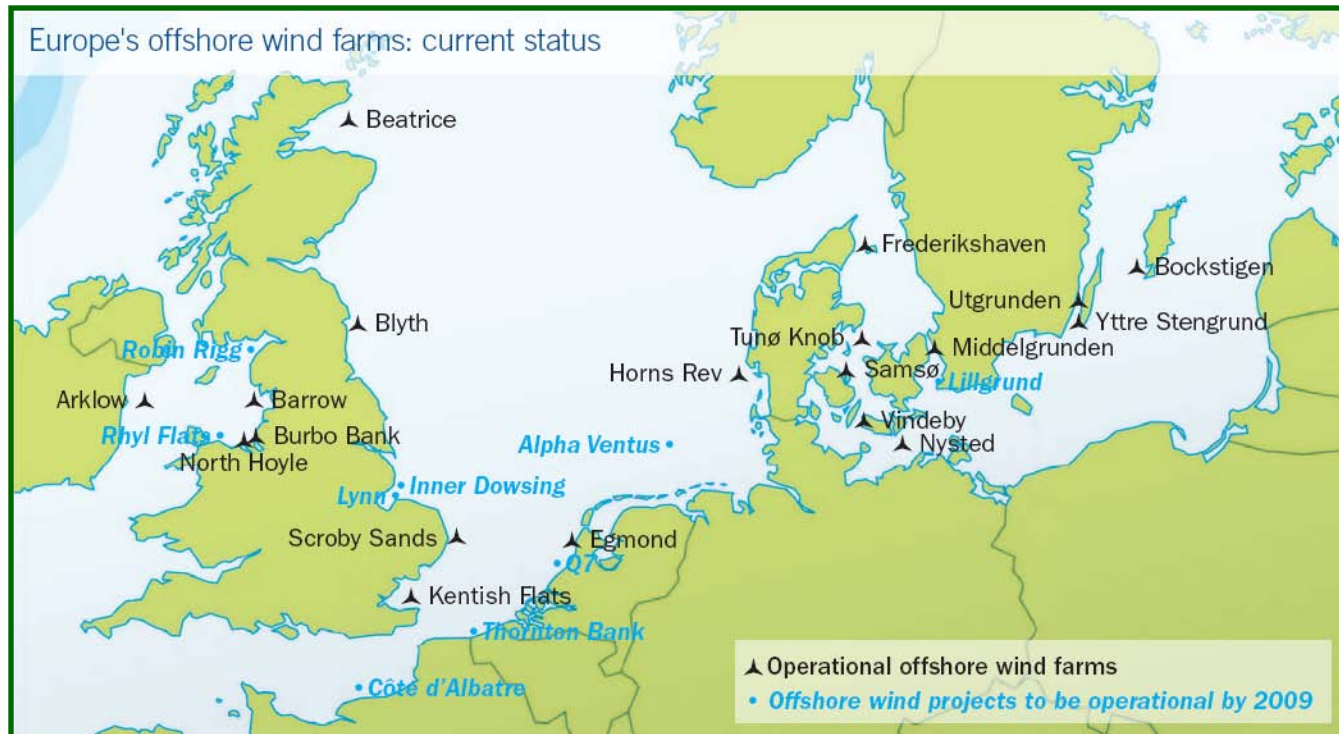 Europe's offshore wind farms: current status
Beatrice
Frederikshaven
Bockstigen
Utgrunden
Yttre Stengrund
Blyth
Tunø Knob
Middelgrunden
Robin Rigg
Horns Rev
Samsø
Lillgrund
Arklow
Barrow
Vindeby
Rhyl Flats
Burbo Bank
Alpha Ventus
Nysted
North Hoyle
Inner Dowsing
Lynn
Scroby Sands
Egmond
Q7
Kentish Flats
Thornton Bank
Côté d'Albatre
Operational offshore wind farms
• Offshore wind projects to be operational by 2009